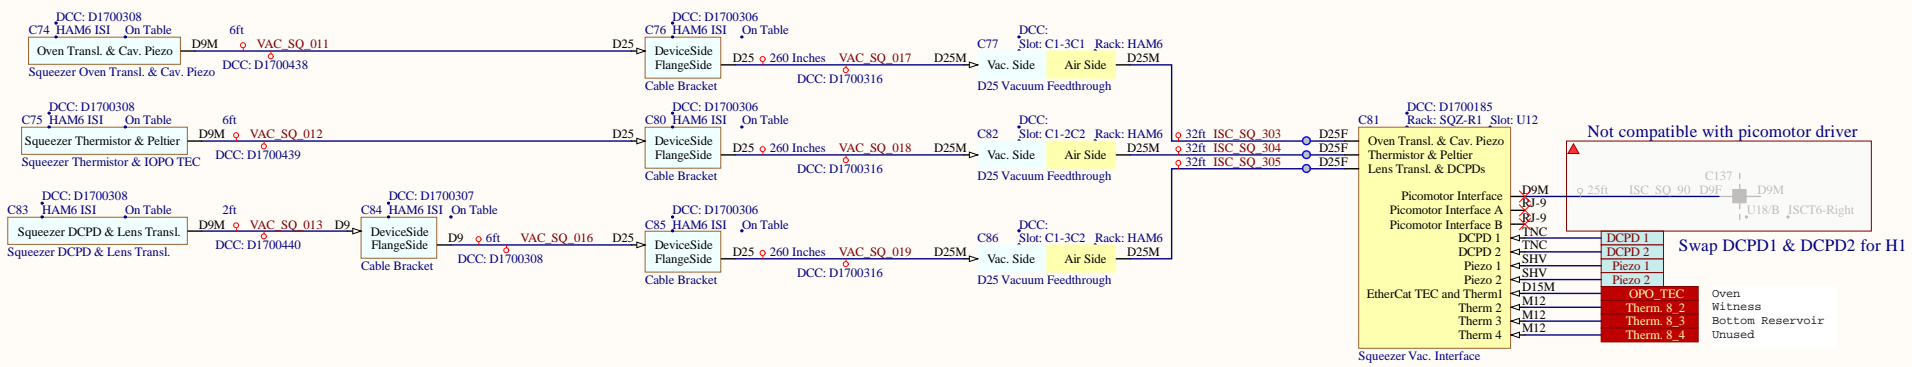 DCC: D1700308
C74 HAM6 ISI On Table
6ft
Oven Transl. & Cav. Piezo
D9M
VAC_SQ_011
DCC: D1700438
D25
Squeezer Oven Transl. & Cav. Piezo
DCC: D1700306
C76 HAM6 ISI On Table
DeviceSide
FlangeSide
Cable Bracket
D25
260 Inches
VAC_SQ_017
DCC: D1700316
D25M
DCC:
C77
Slot: C1-3C1 Rack: HAM6
Vac. Side
Air Side
D25M
D25 Vacuum Feedthrough
DCC: D1700308
C75 HAM6 ISI On Table
6ft
Squeezer Thermistor & Peltier
D9M
VAC_SQ_012
DCC: D1700439
D25
Squeezer Thermistor & IOPO TEC
DCC: D1700306
C80 HAM6 ISI On Table
DeviceSide
FlangeSide
Cable Bracket
D25
260 Inches
VAC_SQ_018
DCC: D1700316
D25M
DCC:
C82
Slot: C1-2C2 Rack: HAM6
Vac. Side
Air Side
D25M
D25 Vacuum Feedthrough
DCC: D1700308
C83 HAM6 ISI On Table
2ft
Squeezer DCPD & Lens Transl.
D9M
VAC_SQ_013
DCC: D1700440
D9
Squeezer DCPD & Lens Transl.
DCC: D1700307
C84 HAM6 ISI On Table
DeviceSide
FlangeSide
Cable Bracket
D9
6ft
VAC_SQ_016
DCC: D1700308
D25
DCC: D1700306
C85 HAM6 ISI On Table
DeviceSide
FlangeSide
Cable Bracket
D25
260 Inches
VAC_SQ_019
DCC: D1700316
D25M
DCC:
C86
Slot: C1-3C2 Rack: HAM6
Vac. Side
Air Side
D25M
D25 Vacuum Feedthrough
32ft ISC_SQ_303 D25F
32ft ISC_SQ_304 D25F
32ft ISC_SQ_305 D25F
DCC: D1700185
C81
Rack: SQZ-R1 Slot: U12
Oven Transl. & Cav. Piezo
Thermistor & Peltier
Lens Transl. & DCPDs
Picomotor Interface
Picomotor Interface A
Picomotor Interface B
DCPD 1
DCPD 2
Piezo 1
Piezo 2
EtherCat TEC and Therm1
Therm 2
Therm 3
Therm 4
Squeezer Vac. Interface
D9M
RJ-9
RJ-9
TNC
TNC
SHV
SHV
D15M
M12
M12
M12
Not compatible with picomotor driver
C137
25ft ISC_SQ_90 D9F D9M
U18/B ISCT6-Right
Swap DCPD1 & DCPD2 for H1
DCPD 1
DCPD 2
Piezo 1
Piezo 2
OPO_TEC Oven
Therm. 8_2 Witness
Therm. 8_3 Bottom Reservoir
Therm. 8_4 Unused